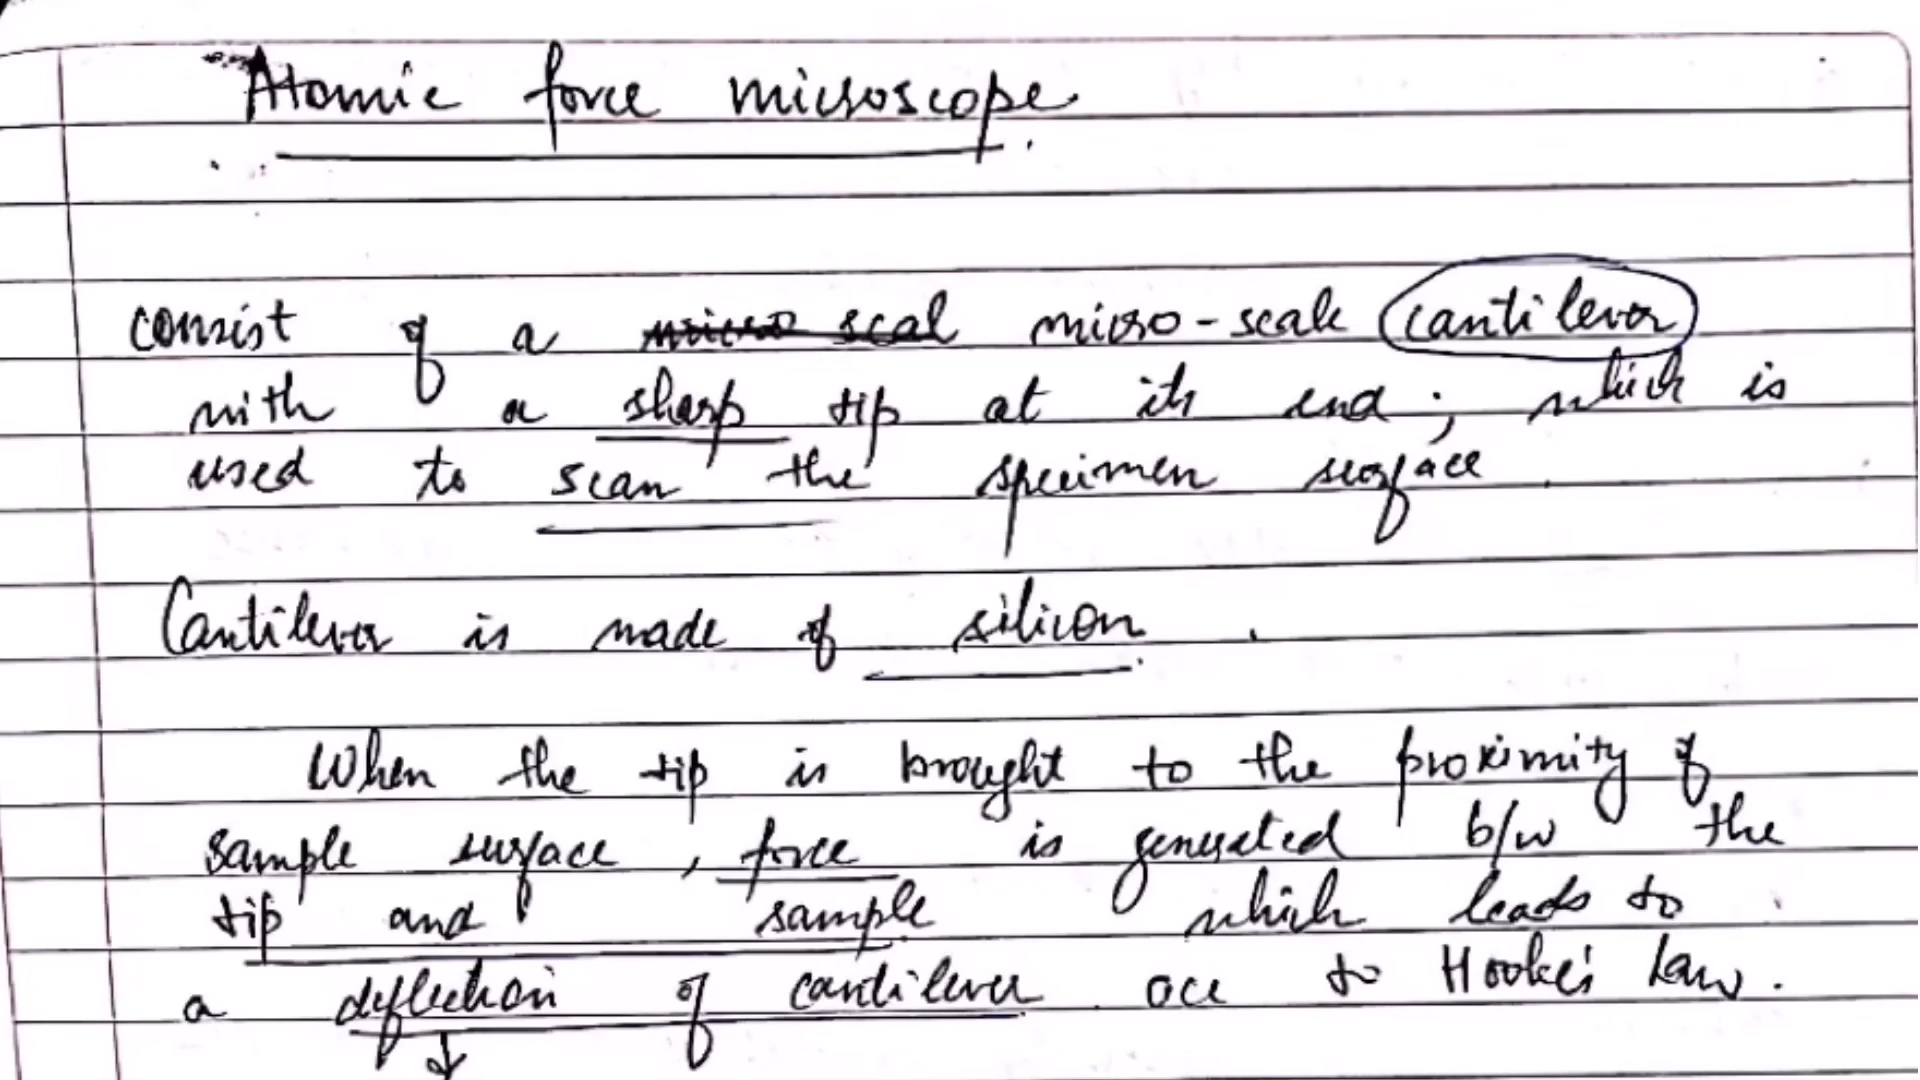 Atomic force microscope
consist of a micro scal micro-scale cantilever
with a sharp tip at its end, which is
used to scan the specimen surface
Cantilever is made of silicon.
When the tip is brought to the proximity of
sample surface, force is generated b/w the
tip and sample which leads to
a deflection of cantilever acc to Hooke's Law.